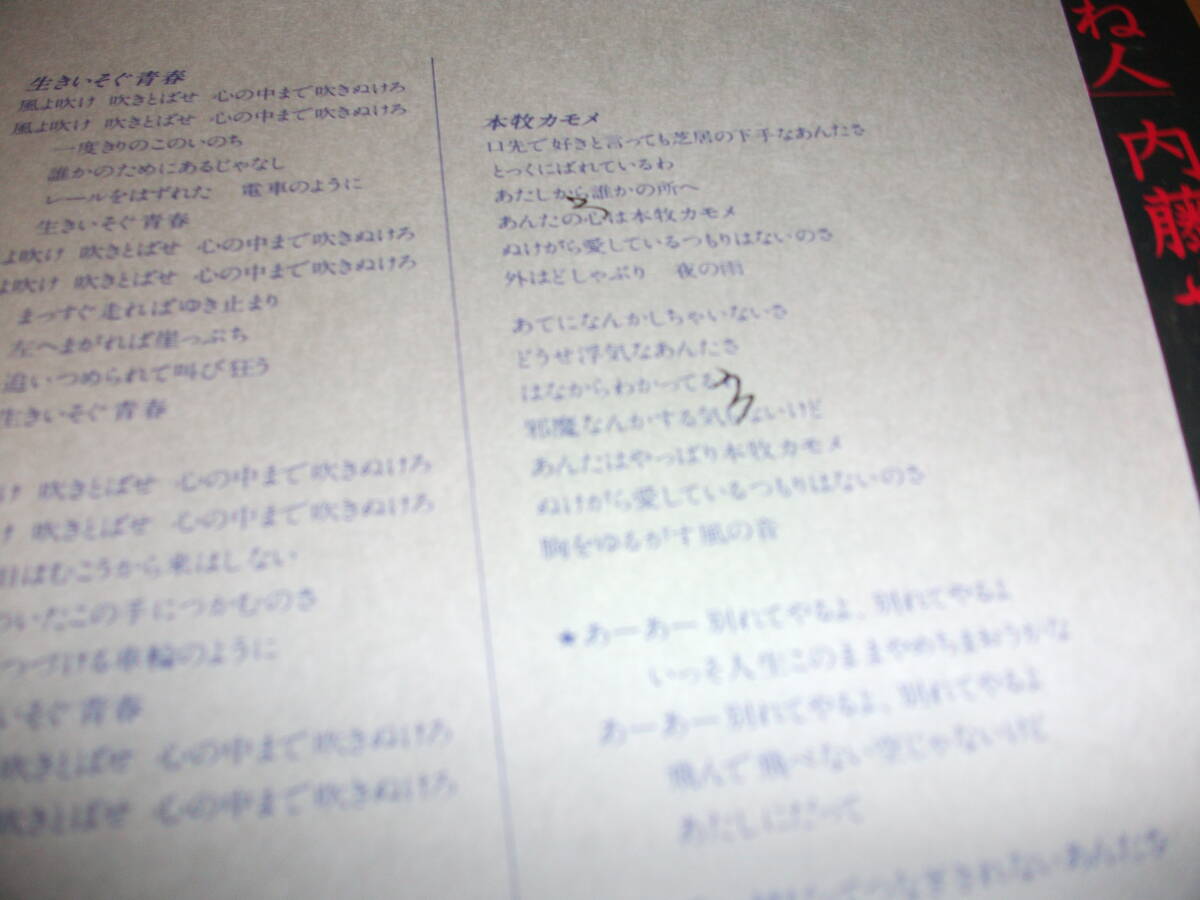 生きいそぐ青春
風よ吹け 吹きとばせ 心の中まで吹きぬけろ
風よ吹け 吹きとばせ 心の中まで吹きぬけろ
一度きりのこのいのち
誰かのためにあるじゃなし
レールをはずれた 電車のように
生きいそぐ青春
よ吹け 吹きとばせ 心の中まで吹きぬけろ
よ吹け 吹きとばせ 心の中まで吹きぬけろ
まっすぐ走ればゆき止まり
左へまがれば崖っぷち
追いつめられて叫び狂う
生きいそぐ青春
け 吹きとばせ 心の中まで吹きぬけろ
け 吹きとばせ 心の中まで吹きぬけろ
日はむこうから来はしない
ついたこの手につかむのさ
つづける車輪のように
いそぐ青春
吹きとばせ 心の中まで吹きぬけろ
吹きとばせ 心の中まで吹きぬけろ
本牧カモメ
口先で好きと言っても芝居の下手なあんたさ
とっくにばれているわ
あたしから誰かの所へ
ろ
あんたの心は本牧カモメ
ぬけがら愛しているつもりはないのさ
外はどしゃぶり 夜の雨
あてになんかしちゃいないさ
どうせ浮気なあんたさ
はなからわかってる
邪魔なんかする気もないけど
あんたはやっぱり本牧カモメ
ぬけがら愛しているつもりはないのさ
胸をゆるがす風の音
★あーあー別れてやるよ、別れてやるよ
いっそ人生このままやめちまおうかな
あーあー別れてやるよ、別れてやるよ
飛んで飛べない空じゃないけど
あたしにだって
つなぎきれないあんたな
ね人
内藤